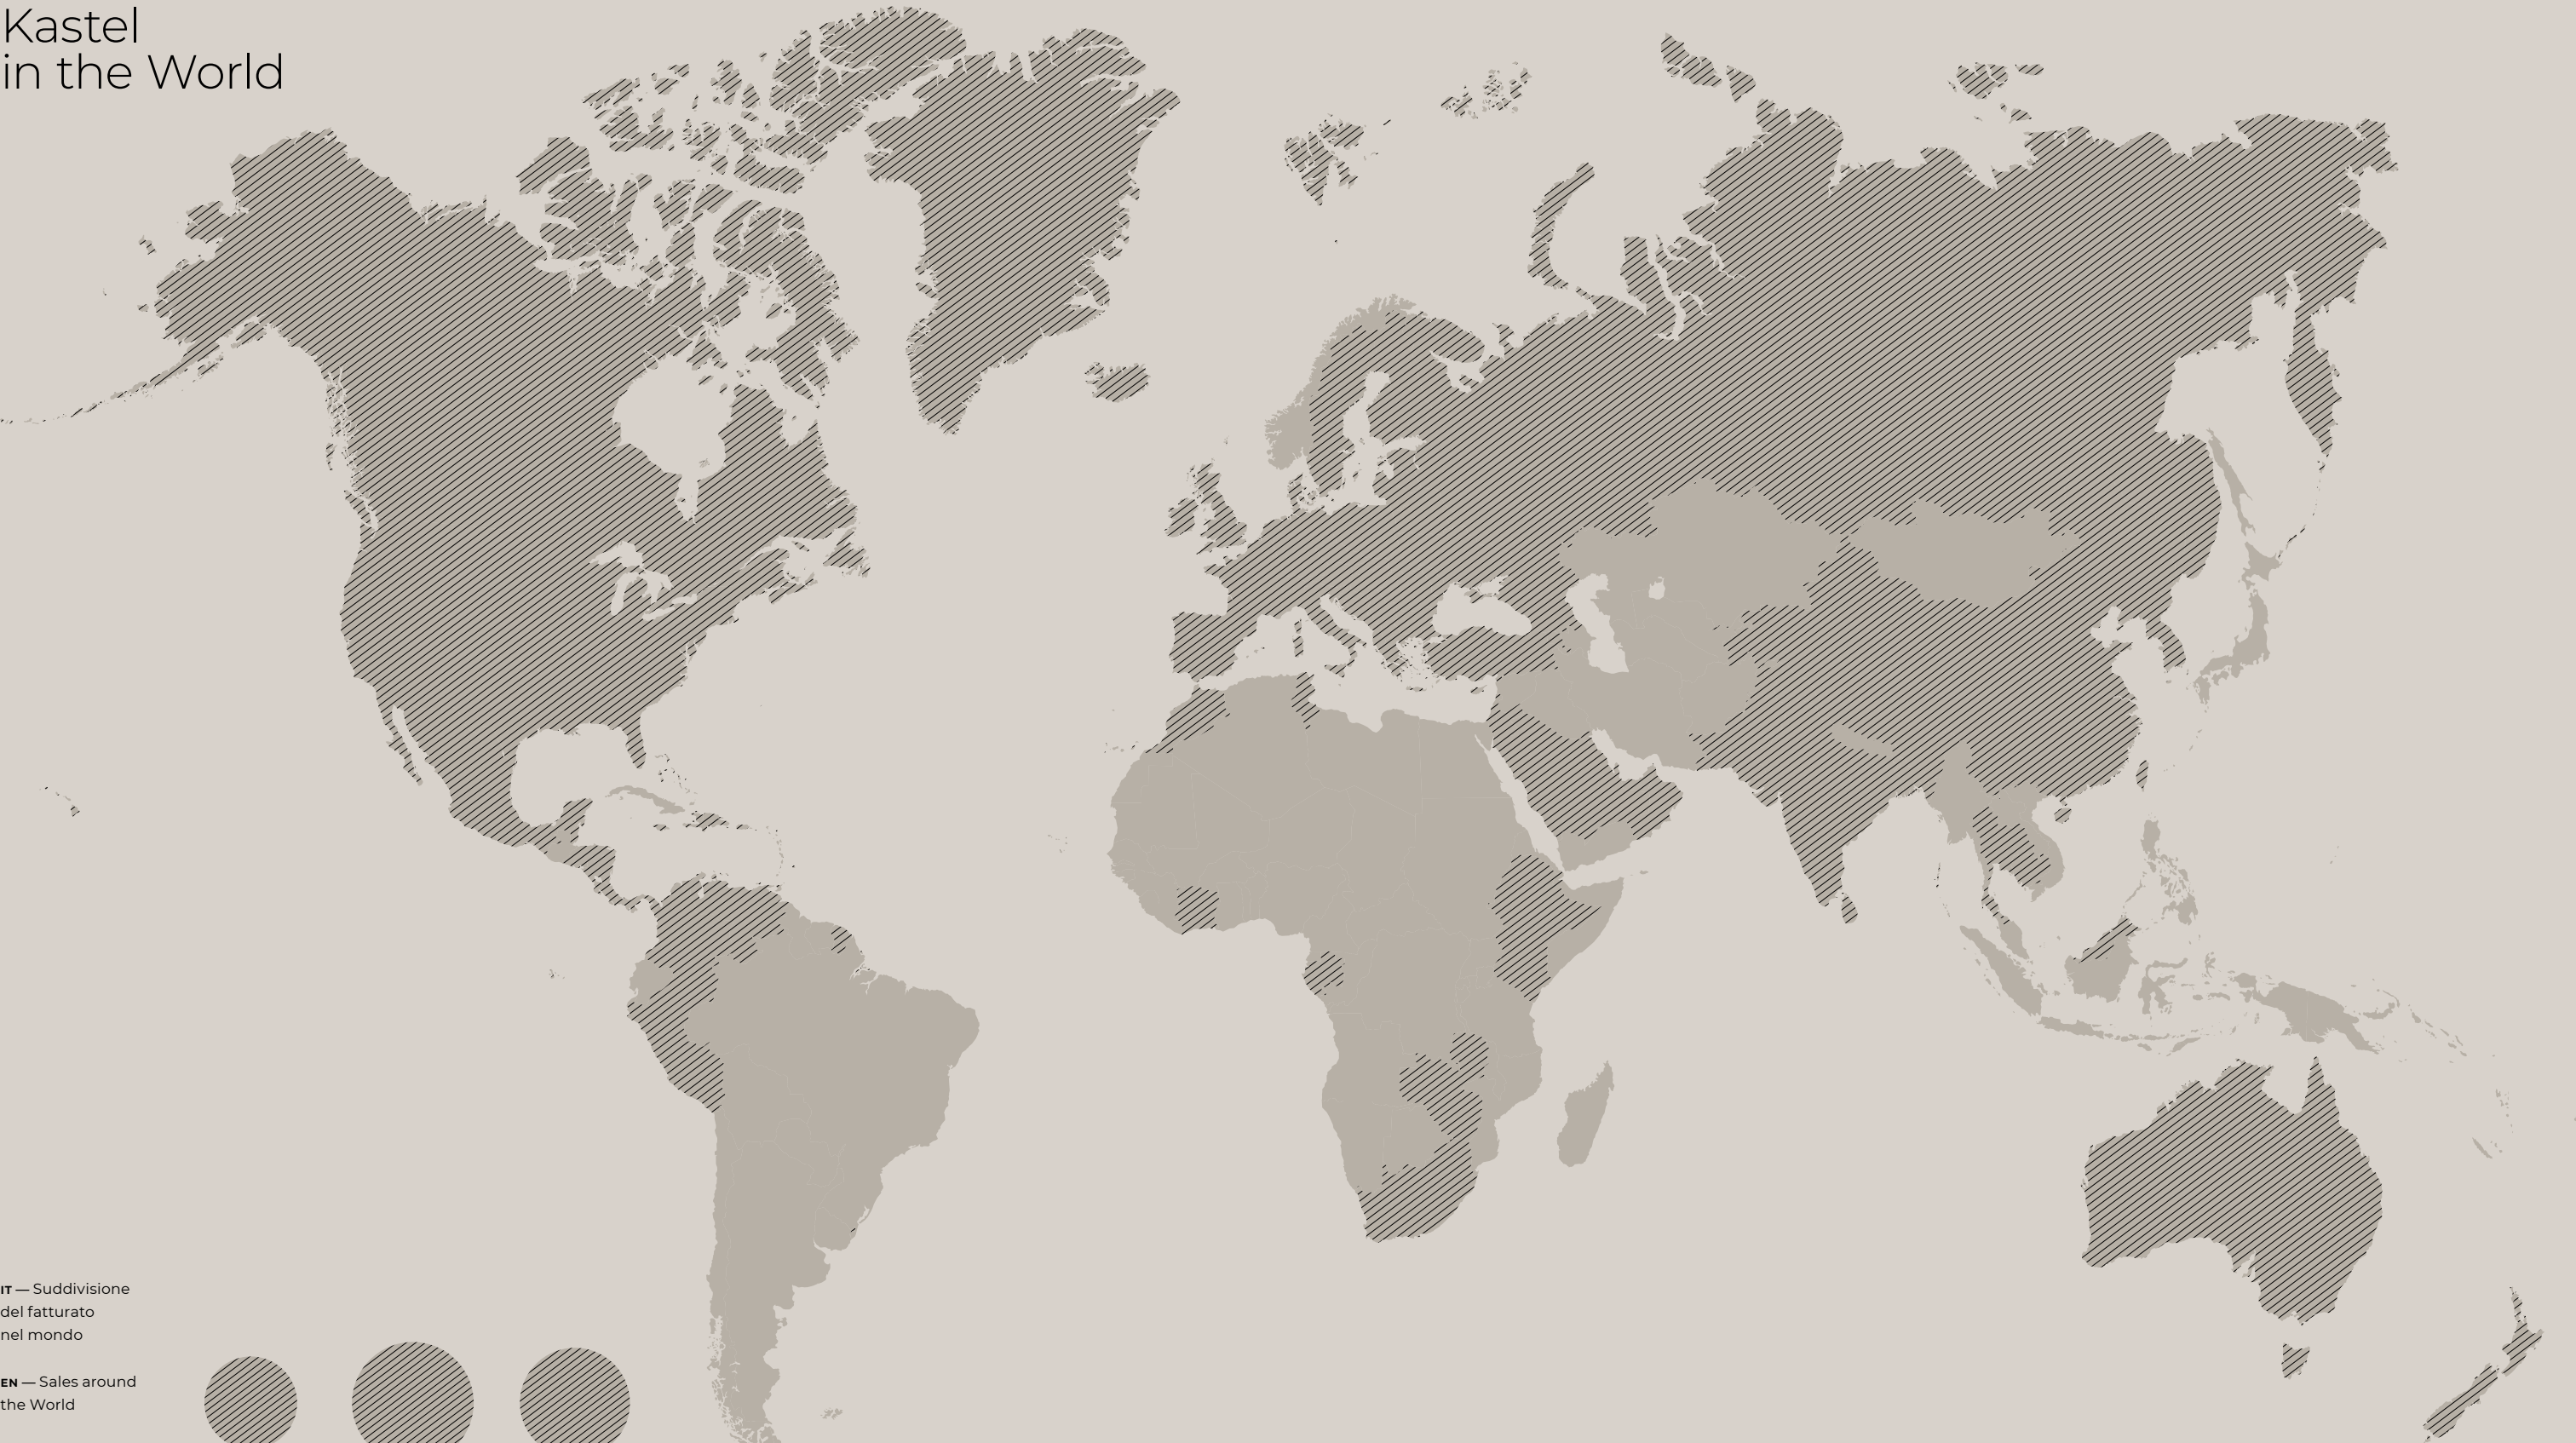 Kastel
in the World
IT — Suddivisione
del fatturato
nel mondo
EN — Sales around
the World